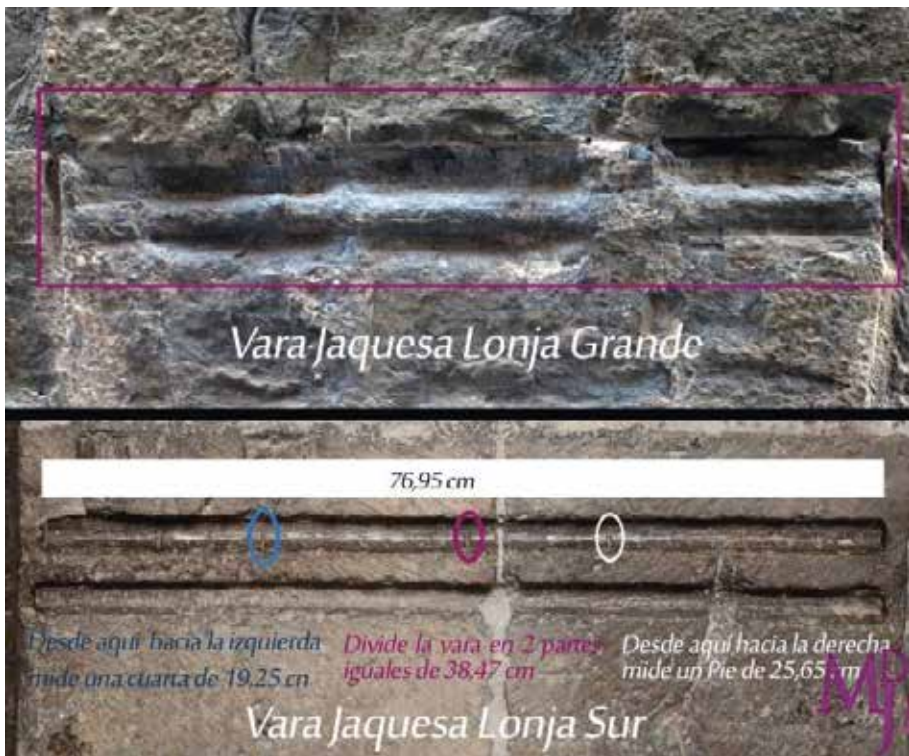 Vara Jaquesa Lonja Grande
76,95 cm
Desde aquí hacia la izquierda
mide una cuarta de 19,25 cn
Divide la vara en 2 partes
iguales de 38,47 cm
Desde aquí hacia la derecha
mide un Pie de 25,65 cm
Vara Jaquesa Lonja Sur